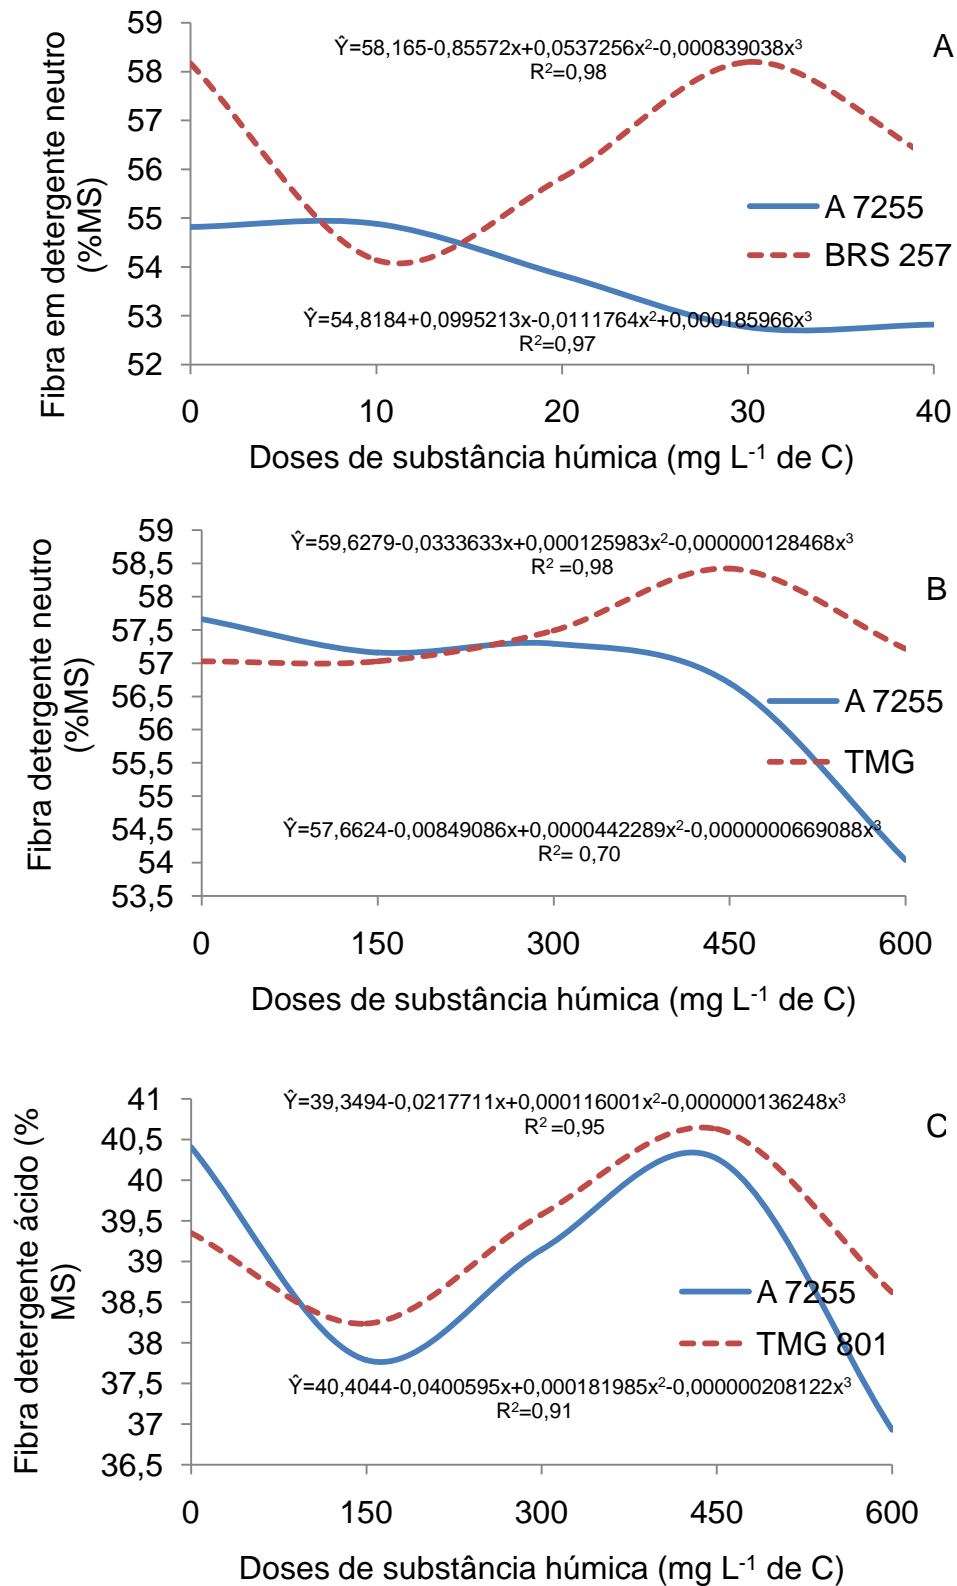 59
58
57
56
55
54
53
52
Fibra em detergente neutro
(%MS)
Ŷ=58,165-0,85572x+0,0537256x²-0,000839038x³
R²=0,98
A
A 7255
BRS 257
Ŷ=54,8184+0,0995213x-0,0111764x²+0,000185966x³
R²=0,97
0 10 20 30 40
Doses de substância húmica (mg L⁻¹ de C)
59
58,5
58
57,5
57
56,5
56
55,5
55
54,5
54
53,5
Fibra detergente neutro
(%MS)
Ŷ=59,6279-0,0333633x+0,000125983x²-0,000000128468x³
R² =0,98
B
A 7255
TMG
Ŷ=57,6624-0,00849086x+0,0000442289x²-0,0000000669088x³
R²= 0,70
0 150 300 450 600
Doses de substância húmica (mg L⁻¹ de C)
41
40,5
40
39,5
39
38,5
38
37,5
37
36,5
Fibra detergente ácido (%
MS)
Ŷ=39,3494-0,0217711x+0,000116001x²-0,000000136248x³
R² =0,95
C
A 7255
TMG 801
Ŷ=40,4044-0,0400595x+0,000181985x²-0,000000208122x³
R²=0,91
0 150 300 450 600
Doses de substância húmica (mg L⁻¹ de C)